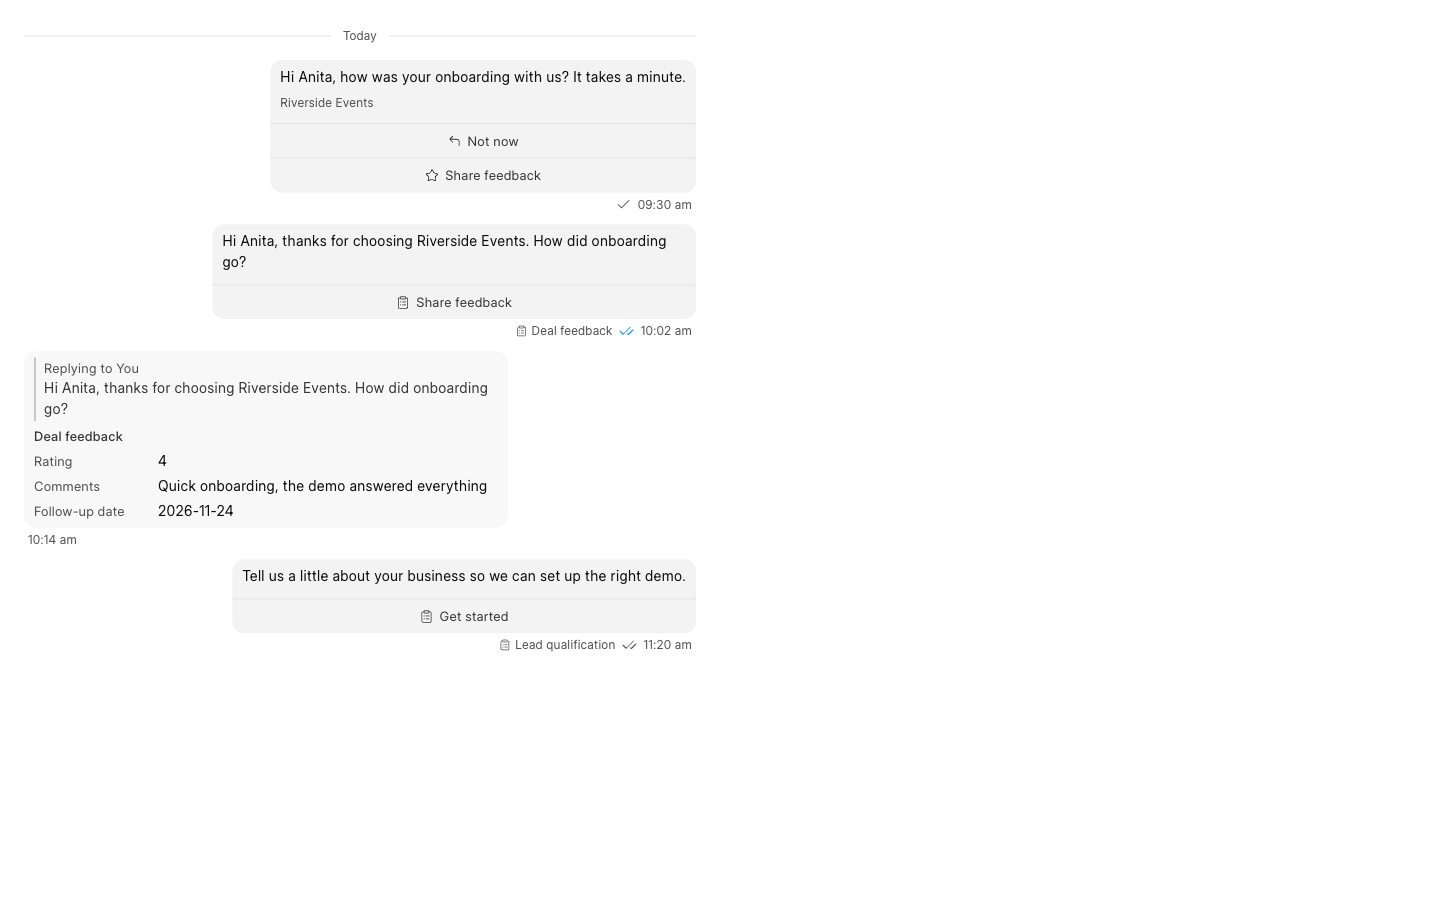 Today
Hi Anita, how was your onboarding with us? It takes a minute.
Riverside Events
Not now
Share feedback
09:30 am
Hi Anita, thanks for choosing Riverside Events. How did onboarding
go?
Share feedback
Deal feedback 10:02 am
Replying to You
Hi Anita, thanks for choosing Riverside Events. How did onboarding
go?
Deal feedback
Rating 4
Comments Quick onboarding, the demo answered everything
Follow-up date 2026-11-24
10:14 am
Tell us a little about your business so we can set up the right demo.
Get started
Lead qualification 11:20 am